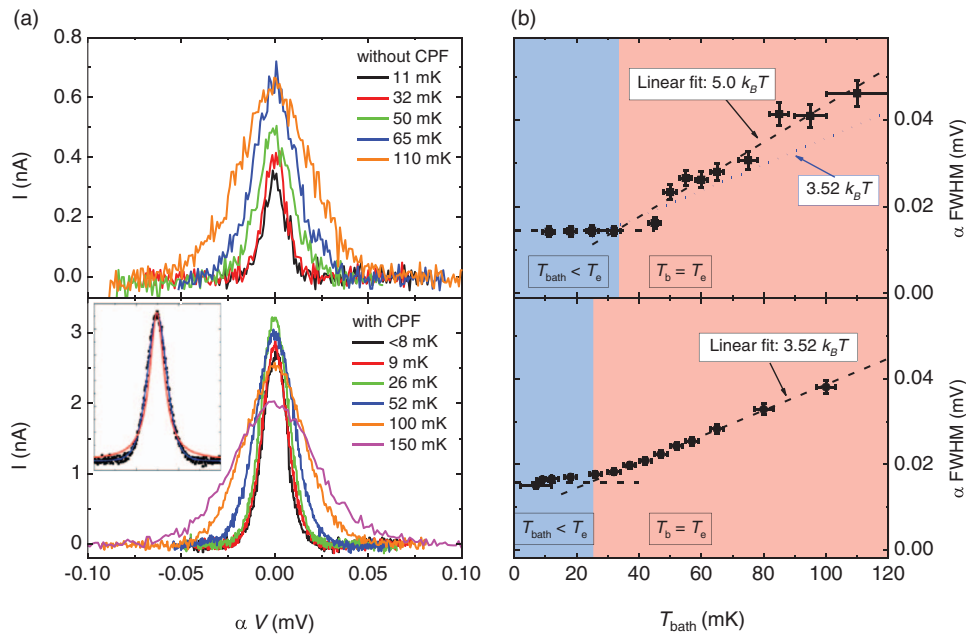 (a)
(b)
I (nA)
0.8
0.6
0.4
0.2
0.0
without CPF
11 mK
32 mK
50 mK
65 mK
110 mK
I (nA)
3
2
1
0
with CPF
<8 mK
9 mK
26 mK
52 mK
100 mK
150 mK
-0.10
-0.05
0.00
0.05
0.10
α V (mV)
Linear fit: 5.0 k_BT
3.52 k_BT
T_bath < T_e
T_b = T_e
0.04
0.02
0.00
α FWHM (mV)
Linear fit: 3.52 k_BT
T_bath < T_e
T_b = T_e
0.04
0.02
0.00
α FWHM (mV)
0
20
40
60
80
100
120
T_bath (mK)